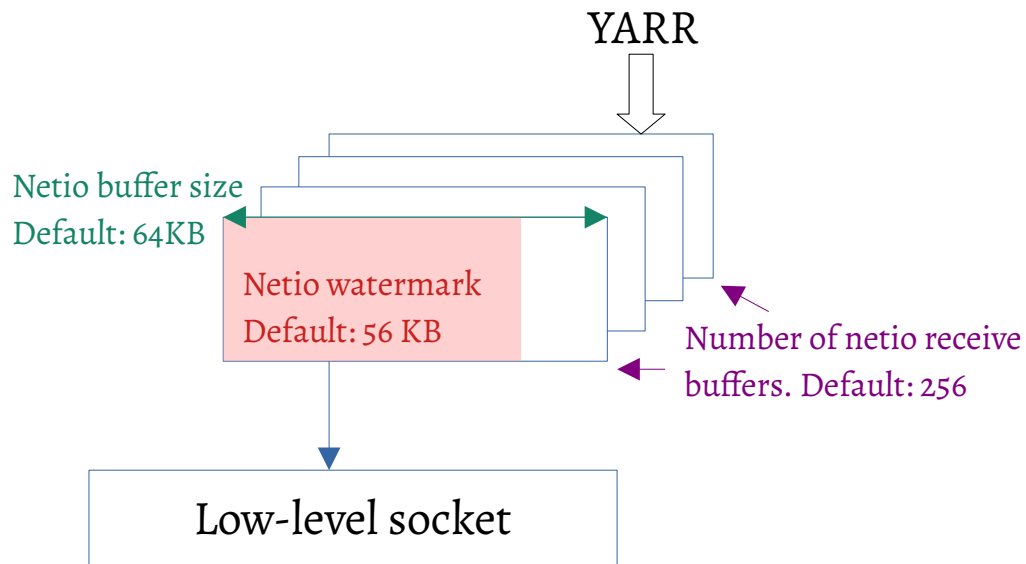 YARR
Netio buffer size
Default: 64KB
Netio watermark
Default: 56 KB
Number of netio receive
buffers. Default: 256
Low-level socket